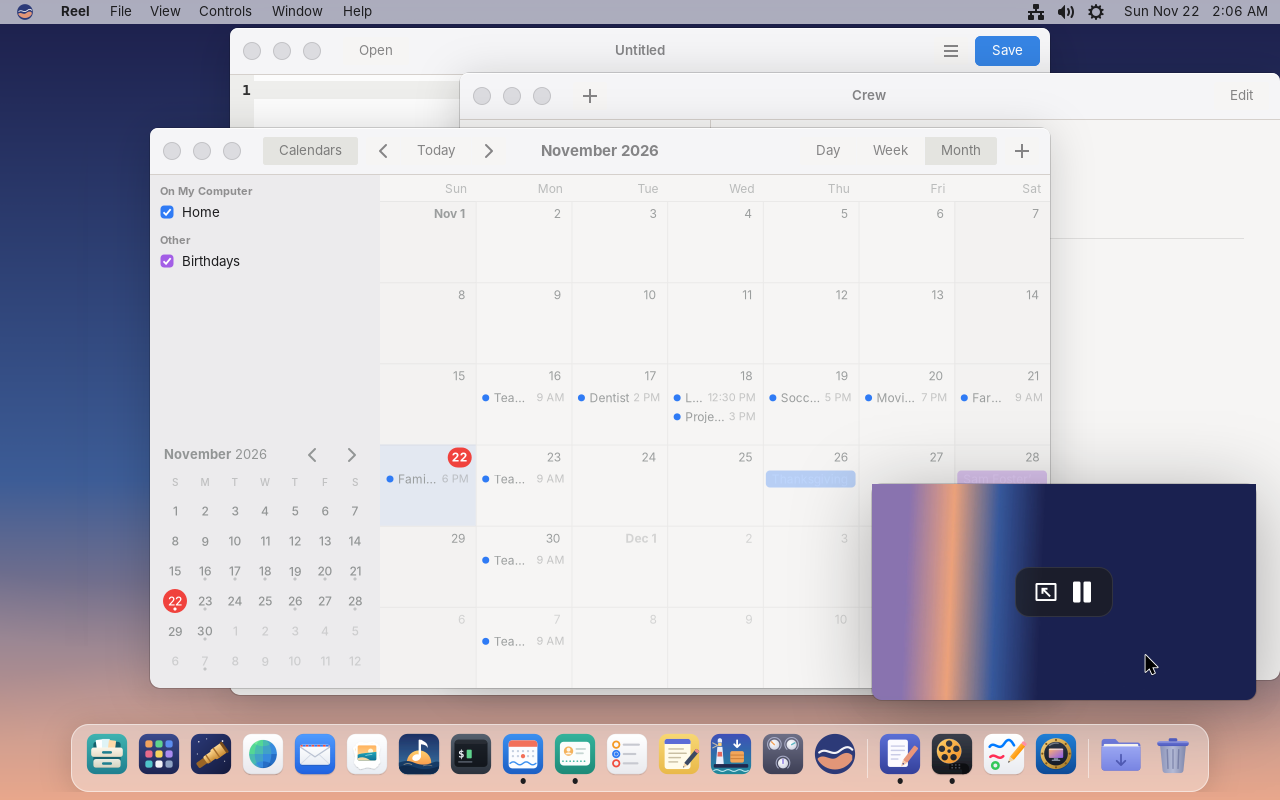 Reel File View Controls Window Help Sun Nov 22 2:06 AM
Open Untitled Save
1
Crew Edit
Calendars Today November 2026 Day Week Month
On My Computer
Home
Other
Birthdays
Sun Mon Tue Wed Thu Fri Sat
Nov 1 2 3 4 5 6 7
8 9 10 11 12 13 14
15 16 17 18 19 20 21
Tea... 9 AM Dentist 2 PM L... 12:30 PM Socc... 5 PM Movi... 7 PM Far... 9 AM
Proje... 3 PM
22 23 24 25 26 27 28
Fami... 6 PM Tea... 9 AM
29 30 Dec 1 2 3
Tea... 9 AM
6 7 8 9 10
Tea... 9 AM
November 2026
S M T W T F S
1 2 3 4 5 6 7
8 9 10 11 12 13 14
15 16 17 18 19 20 21
22 23 24 25 26 27 28
29 30 1 2 3 4 5
6 7 8 9 10 11 12
$